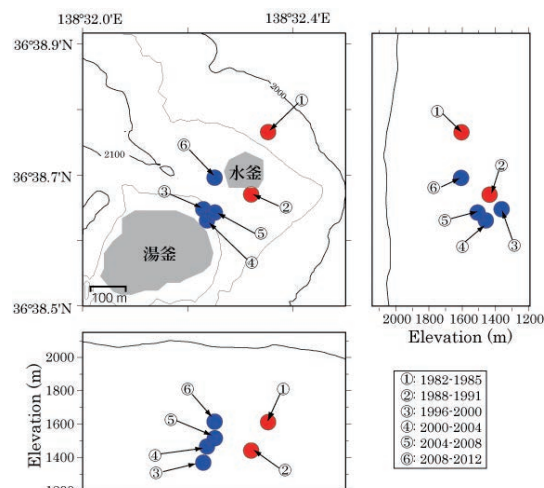 138°32.0'E
138°32.4'E
36°38.9'N
2000
①
2100
⑥
水釜
36°38.7'N
③
②
⑤
湯釜
④
100 m
36°38.5'N
①
②
⑥
⑤
④
③
2000 1800 1600 1400 1200
Elevation (m)
2000
1800
1600
1400
1200
Elevation (m)
⑥
①
⑤
④
③
②
①: 1982-1985
②: 1988-1991
③: 1996-2000
④: 2000-2004
⑤: 2004-2008
⑥: 2008-2012